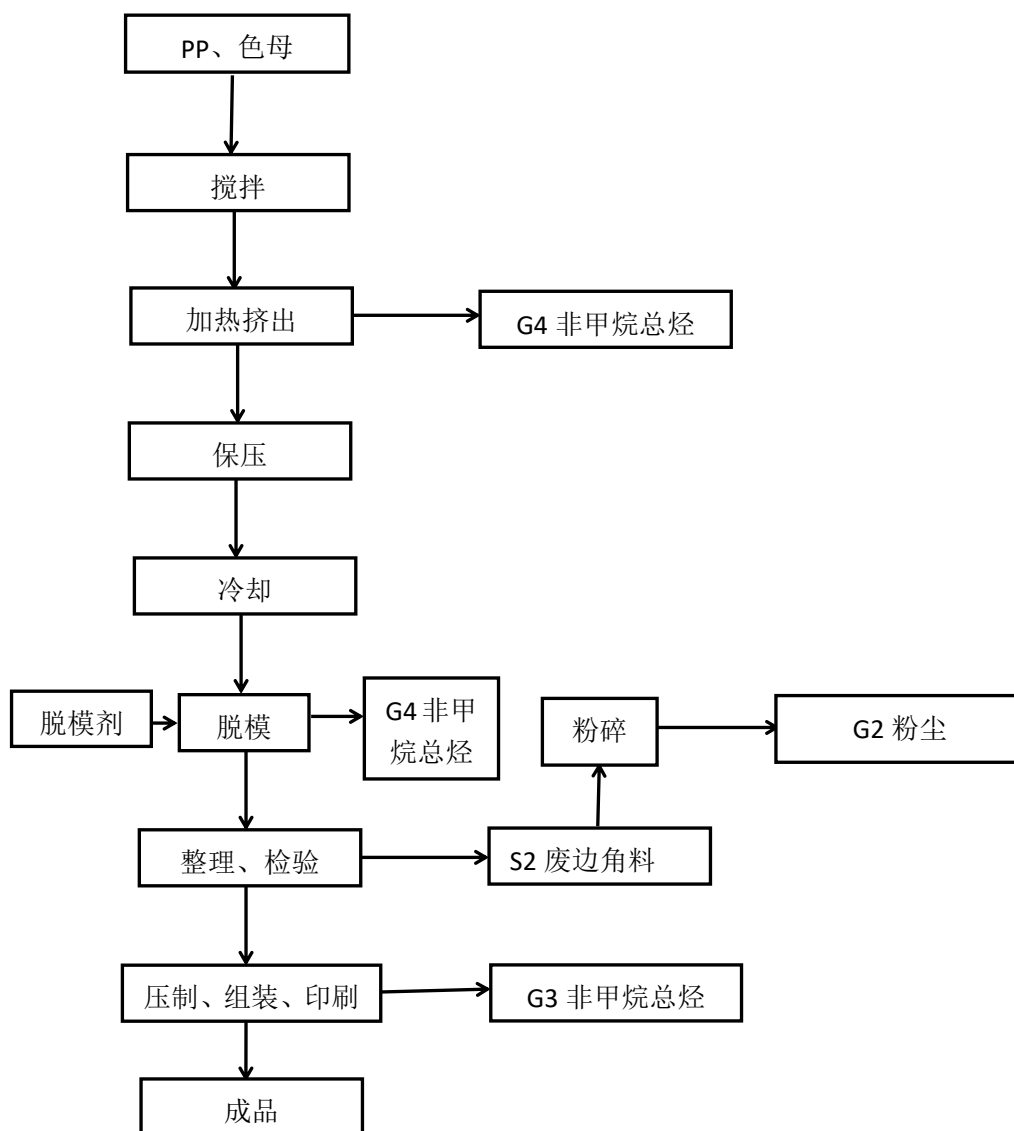 PP、色母
搅拌
加热挤出
G4 非甲烷总烃
保压
冷却
脱模剂
脱模
G4 非甲
烷总烃
粉碎
G2 粉尘
整理、检验
S2 废边角料
压制、组装、印刷
G3 非甲烷总烃
成品